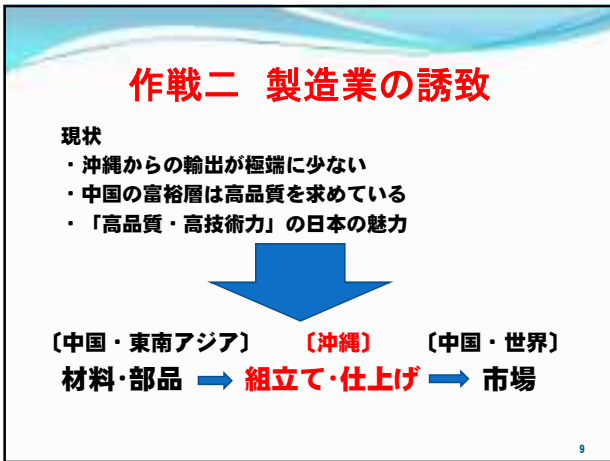 作戦二 製造業の誘致
現状
・沖縄からの輸出が極端に少ない
・中国の富裕層は高品質を求めている
・「高品質・高技術力」の日本の魅力
〔中国・東南アジア〕 〔沖縄〕 〔中国・世界〕
材料・部品 組立て・仕上げ 市場
9